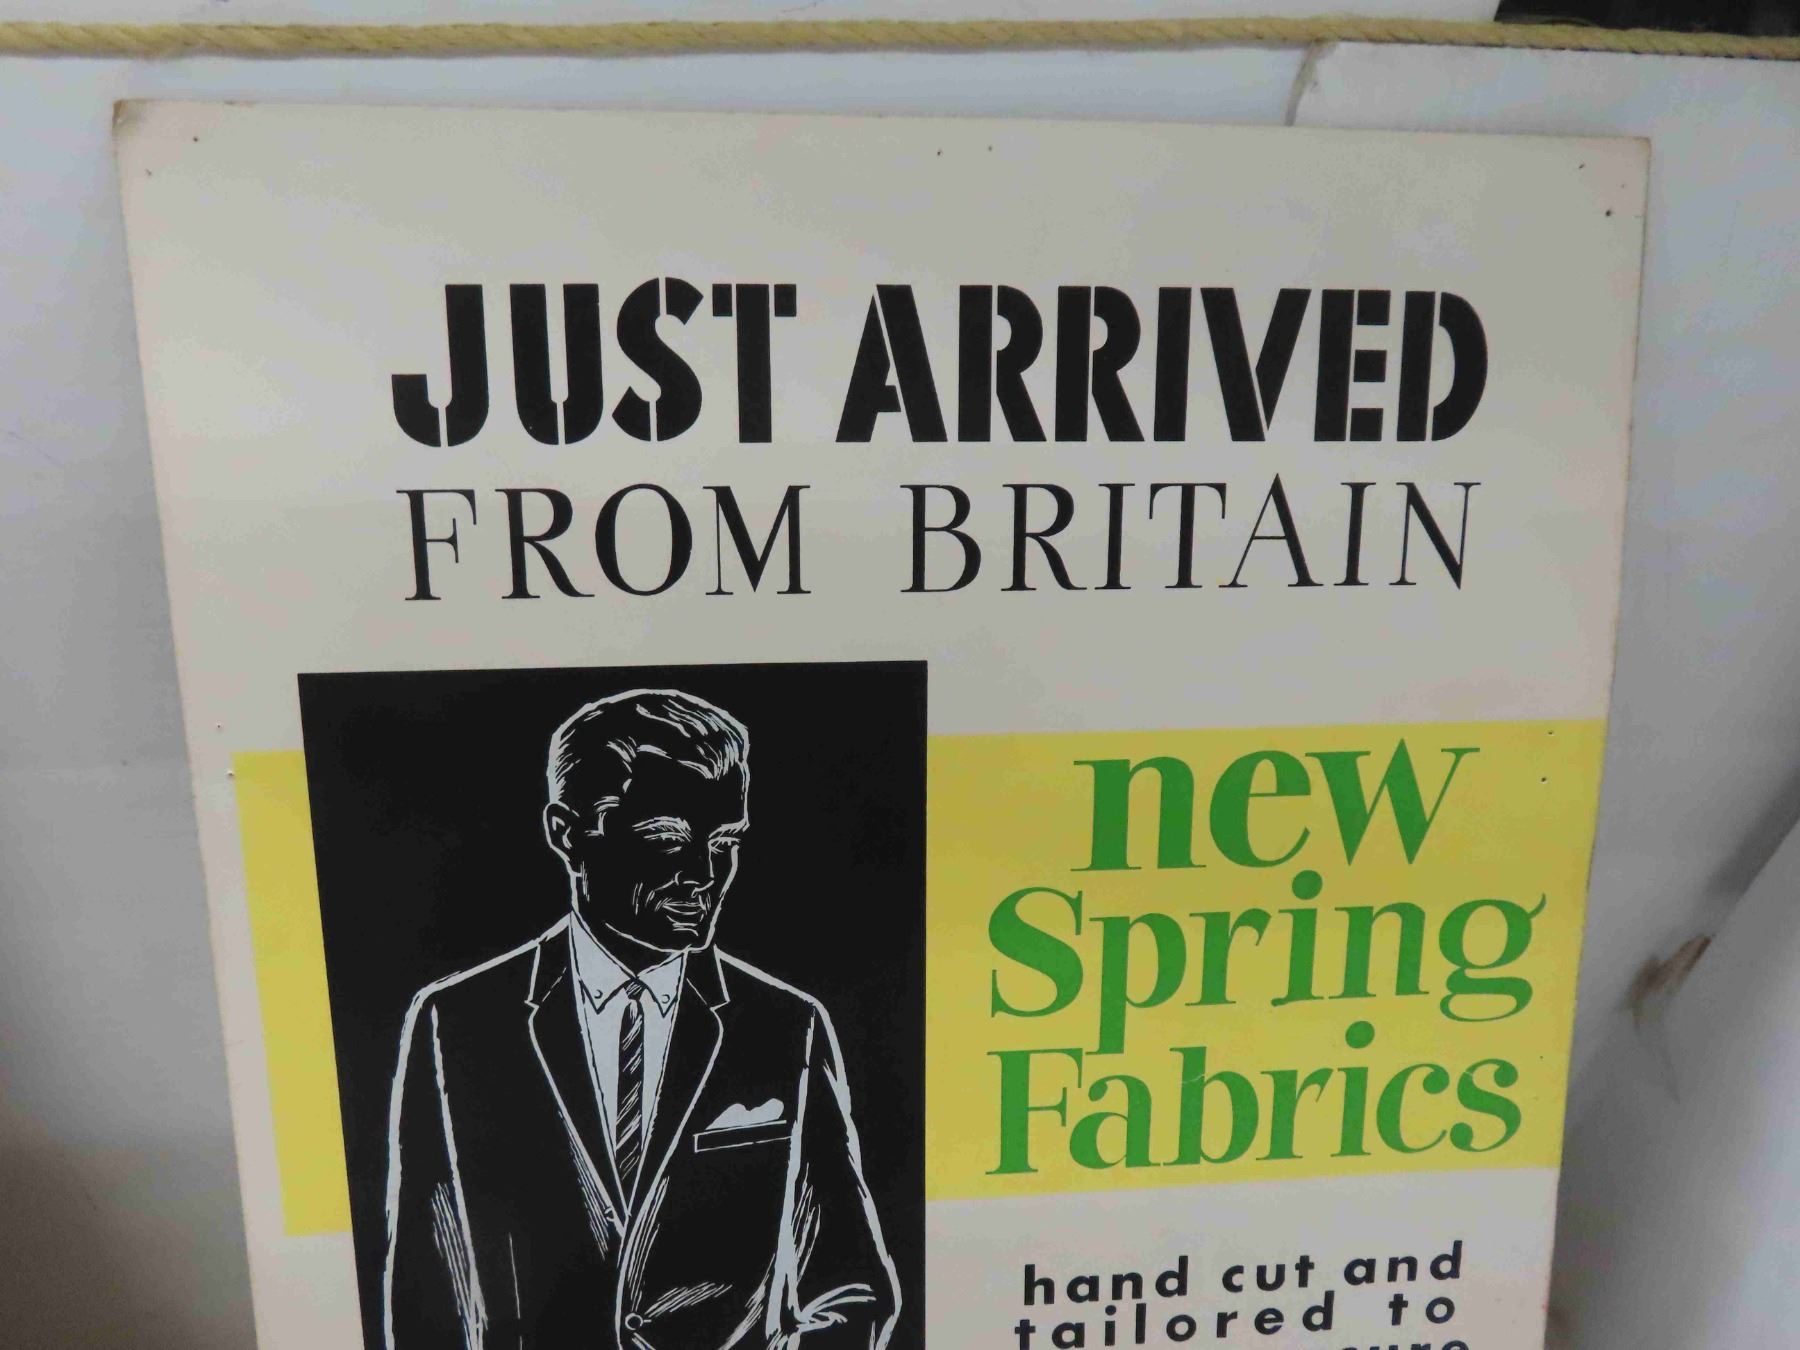 JUST ARRIVED
FROM BRITAIN
new
Spring
Fabrics
hand cut and
tailored to